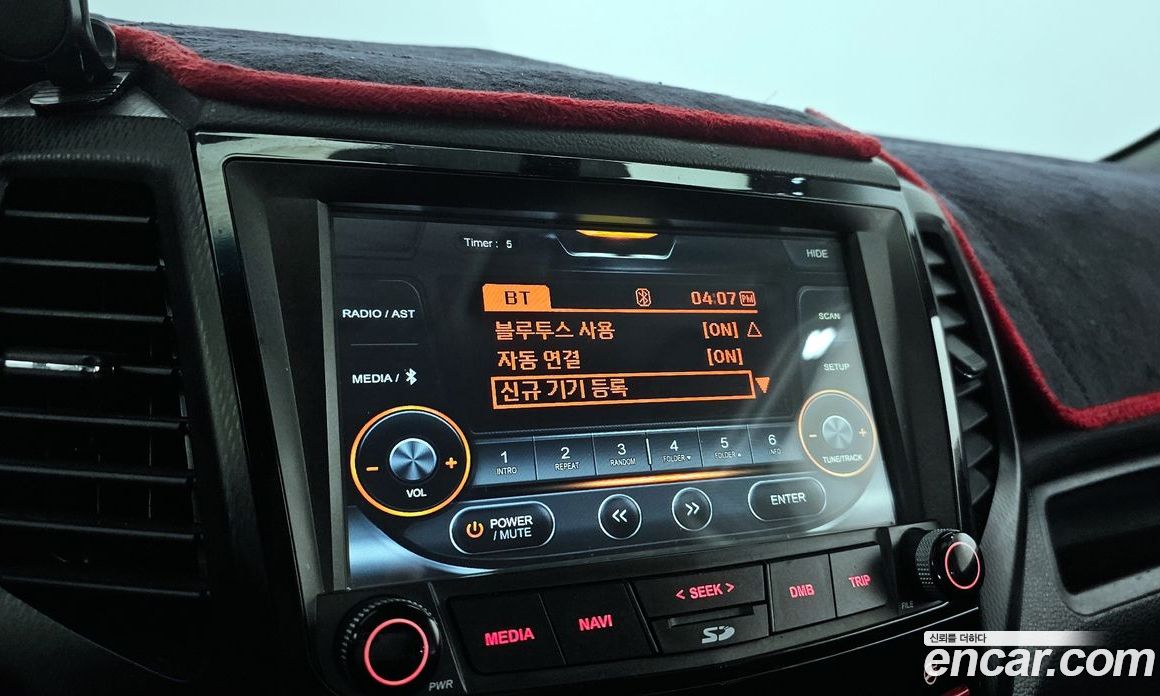 Timer : 5
HIDE
BT 04:07 PM
RADIO / AST
SCAN
블루투스 사용 [ON]
자동 연결 [ON]
신규 기기 등록
MEDIA /
SETUP
- VOL +
1 INTRO
2 REPEAT
3 RANDOM
4 FOLDER ▼
5 FOLDER ▲
6 INFO
- TUNE/TRACK +
POWER
/ MUTE
<<
>>
ENTER
MEDIA
NAVI
< SEEK >
SD
DMB
TRIP
PWR
FILE
신뢰를 더하다
encar.com